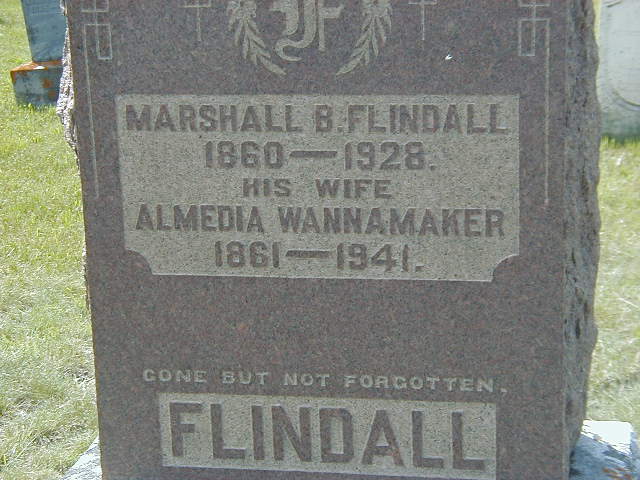 F
MARSHALL B. FLINDALL
1860—1928.
HIS WIFE
ALMEDIA WANNAMAKER
1861—1941.
GONE BUT NOT FORGOTTEN.
FLINDALL